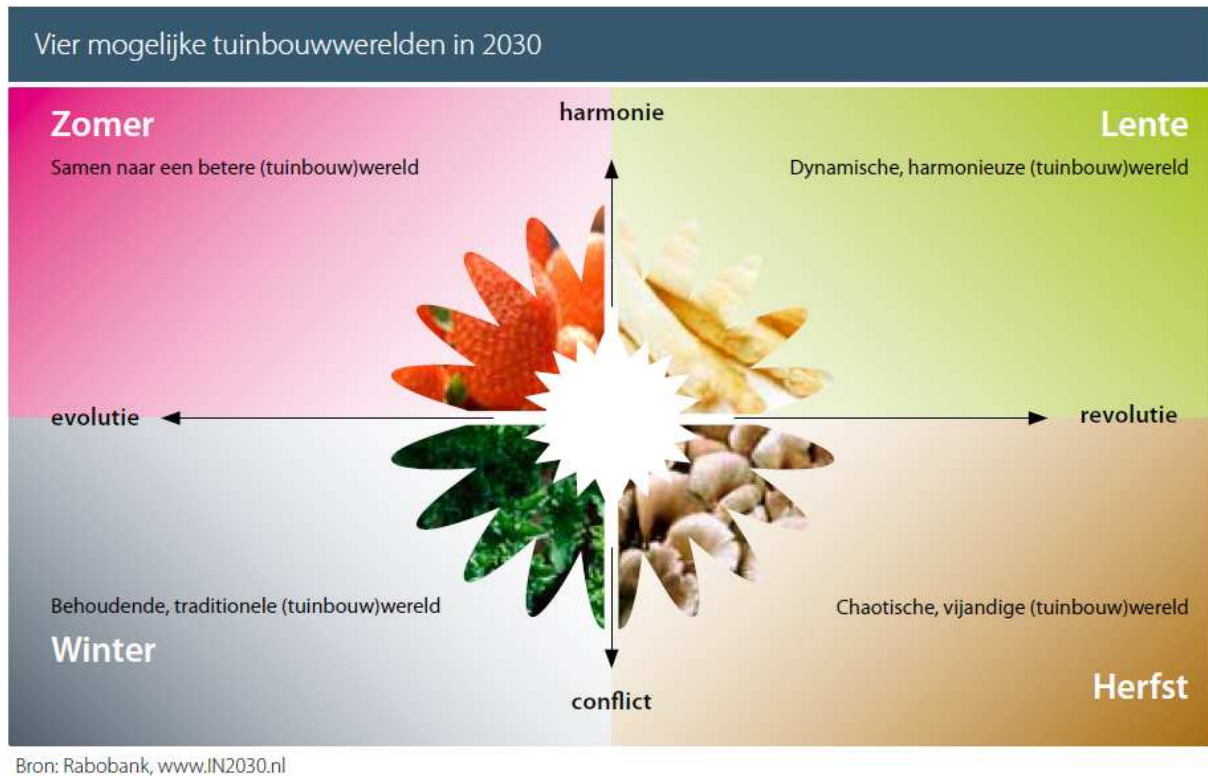 Vier mogelijke tuinbouwwerelden in 2030
Zomer
Samen naar een betere (tuinbouw)wereld
harmonie
Lente
Dynamische, harmonieuze (tuinbouw)wereld
evolutie
revolutie
Behoudende, traditionele (tuinbouw)wereld
Winter
conflict
Chaotische, vijandige (tuinbouw)wereld
Herfst
Bron: Rabobank, www.IN2030.nl